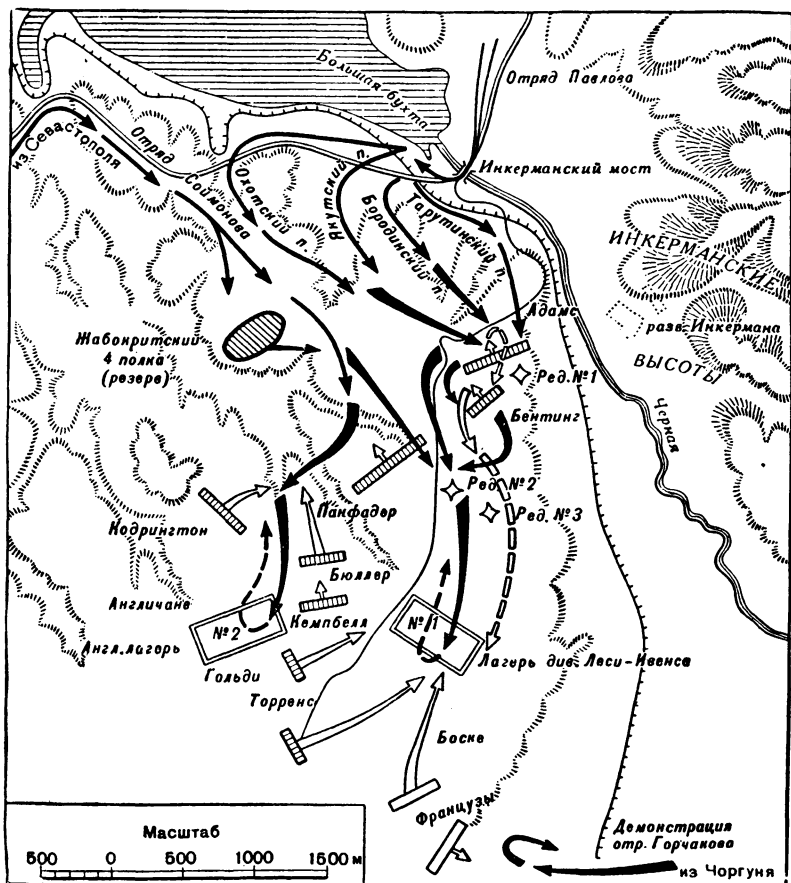 Большая бухта
Отряд Павлова
из Севастополя
Отряд
Соймонова
Охотский п.
Якутский п.
Бородинский п.
Тарутинский п.
Инкерманский мост
ИНКЕРМАНСКИЕ
ВЫСОТЫ
разв. Инкермана
Адамс
Жабокритский
4 полка
(резерв)
Ред. №1
Бентинг
Черная
Ред. №2
Ред. №3
Кодрингтон
Панфадер
Бюллер
Англичане
Кемпбелл
№2
№1
Англ. лагерь
Гольди
Лагерь див. Леси-Ивенса
Торренс
Боске
Французы
Демонстрация
отр. Горчакова
из Чоргуня
Масштаб
500 0 500 1000 1500 м